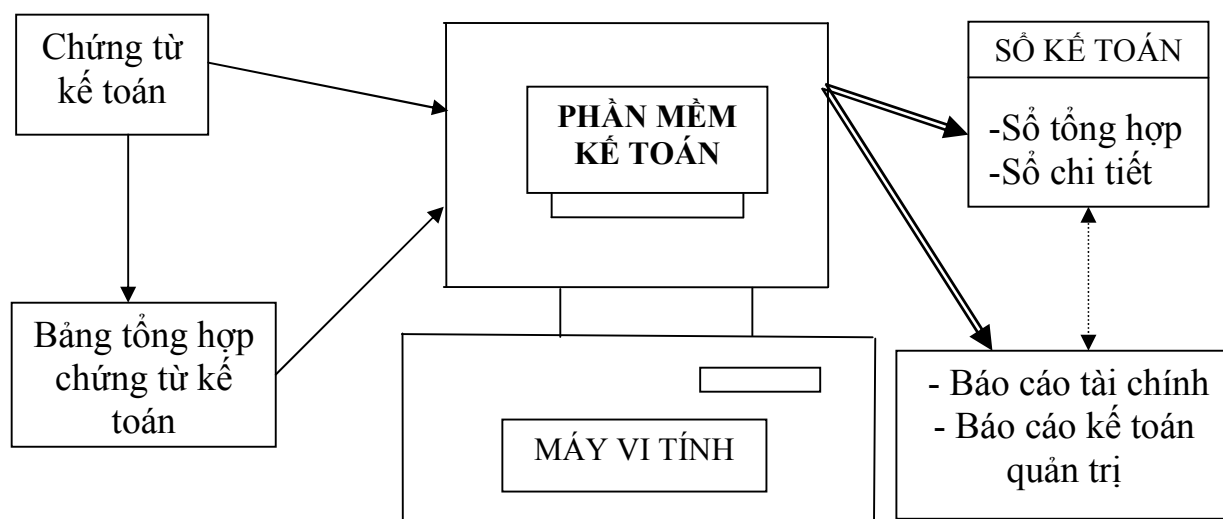 Chứng từ
kế toán
Bảng tổng hợp
chứng từ kế
toán
PHẦN MỀM
KẾ TOÁN
MÁY VI TÍNH
SỔ KẾ TOÁN
-Sổ tổng hợp
-Sổ chi tiết
- Báo cáo tài chính
- Báo cáo kế toán
quản trị